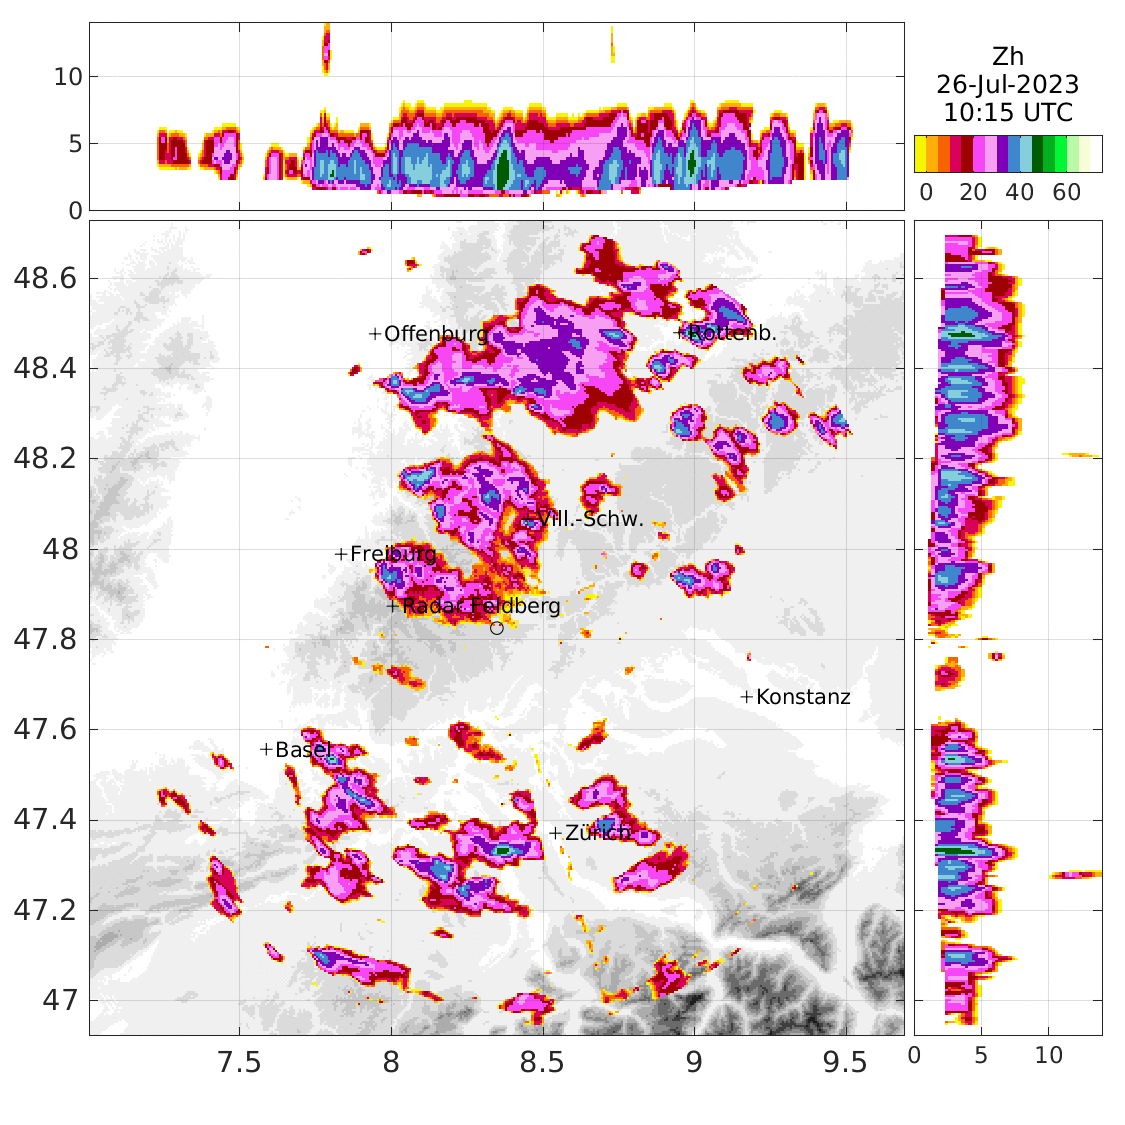 10
5
0
Zh
26-Jul-2023
10:15 UTC
0 20 40 60
48.6
48.4
48.2
48
47.8
47.6
47.4
47.2
47
Offenburg
Rottenb.
Vill.-Schw.
Freiburg
Radar Feldberg
Konstanz
Basel
Zürich
7.5 8 8.5 9 9.5
0 5 10